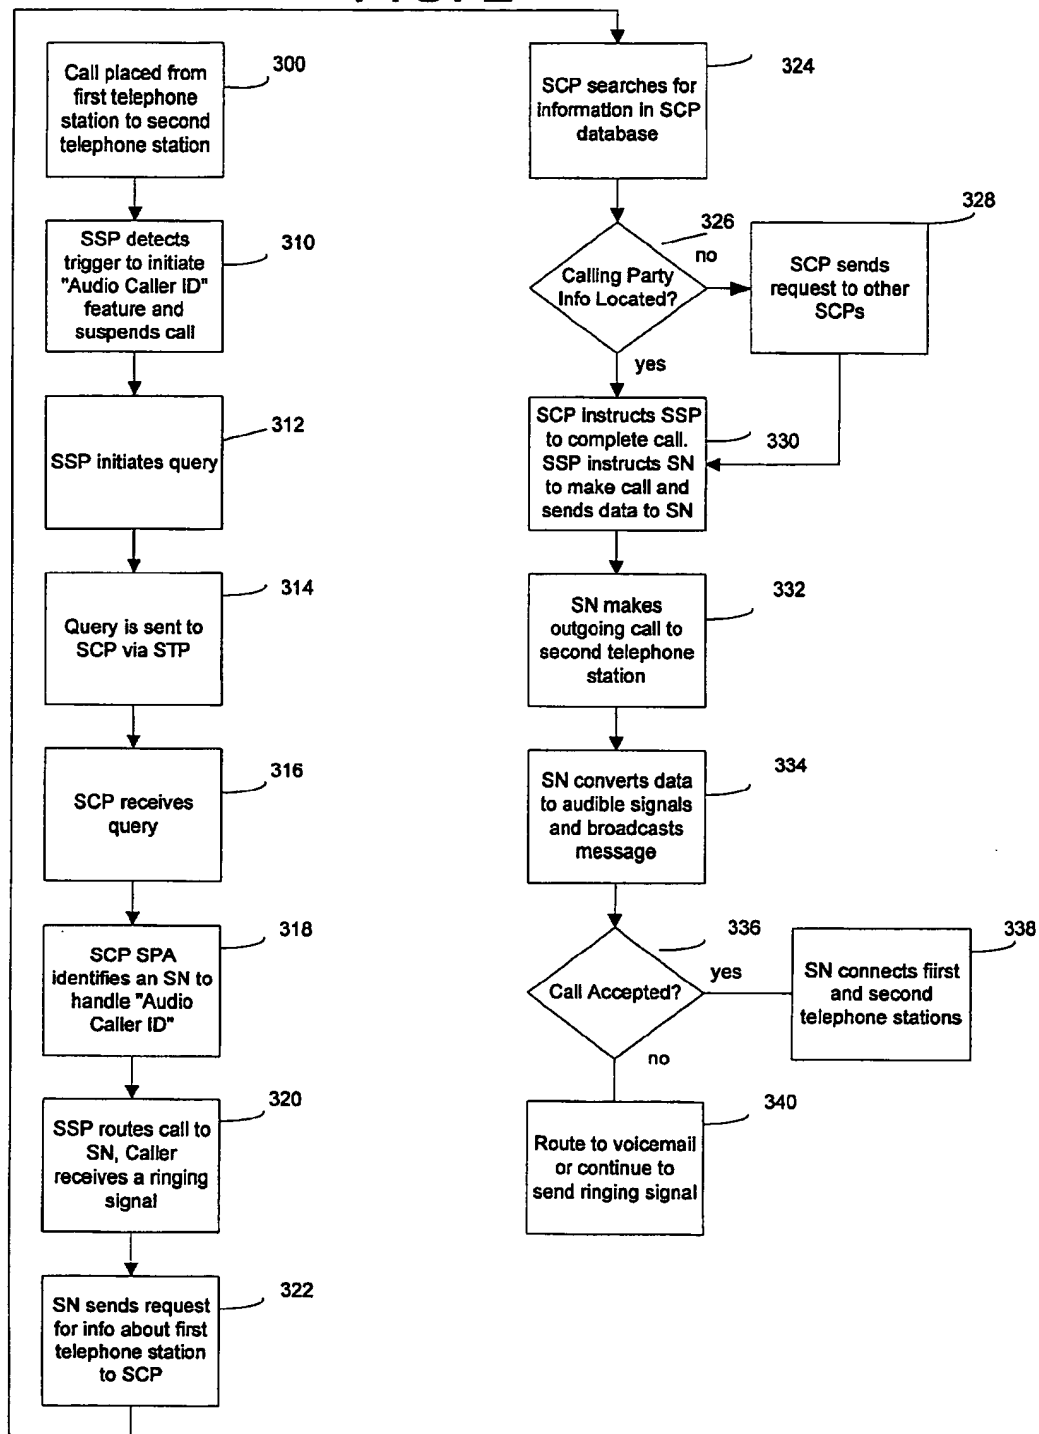 Call placed from
first telephone
station to second
telephone station
300
SSP detects
trigger to initiate
"Audio Caller ID"
feature and
suspends call
310
SSP initiates query
312
Query is sent to
SCP via STP
314
SCP receives
query
316
SCP SPA
identifies an SN to
handle "Audio
Caller ID"
318
SSP routes call to
SN, Caller
receives a ringing
signal
320
SN sends request
for info about first
telephone station
to SCP
322
SCP searches for
information in SCP
database
324
Calling Party
Info Located?
326
no
yes
SCP sends
request to other
SCPs
328
SCP instructs SSP
to complete call.
SSP instructs SN
to make call and
sends data to SN
330
SN makes
outgoing call to
second telephone
station
332
SN converts data
to audible signals
and broadcasts
message
334
Call Accepted?
336
yes
no
SN connects fiirst
and second
telephone stations
338
Route to voicemail
or continue to
send ringing signal
340